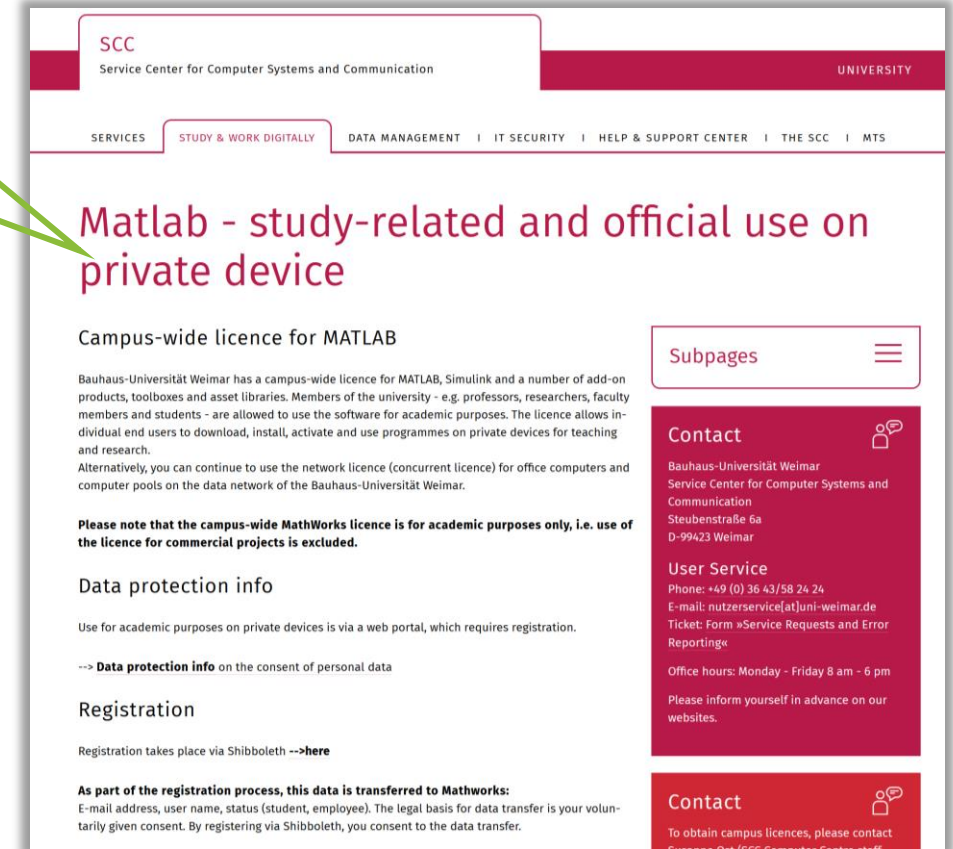 SCC
Service Center for Computer Systems and Communication
UNIVERSITY
SERVICES STUDY & WORK DIGITALLY DATA MANAGEMENT I IT SECURITY I HELP & SUPPORT CENTER I THE SCC I MTS
Matlab - study-related and official use on
private device
Campus-wide licence for MATLAB
Bauhaus-Universität Weimar has a campus-wide licence for MATLAB, Simulink and a number of add-on
products, toolboxes and asset libraries. Members of the university - e.g. professors, researchers, faculty
members and students - are allowed to use the software for academic purposes. The licence allows in-
dividual end users to download, install, activate and use programmes on private devices for teaching
and research.
Alternatively, you can continue to use the network licence (concurrent licence) for office computers and
computer pools on the data network of the Bauhaus-Universität Weimar.
Please note that the campus-wide MathWorks licence is for academic purposes only, i.e. use of
the licence for commercial projects is excluded.
Data protection info
Use for academic purposes on private devices is via a web portal, which requires registration.
--> Data protection info on the consent of personal data
Registration
Registration takes place via Shibboleth -->here
As part of the registration process, this data is transferred to Mathworks:
E-mail address, user name, status (student, employee). The legal basis for data transfer is your volun-
tarily given consent. By registering via Shibboleth, you consent to the data transfer.
Subpages
Contact
Bauhaus-Universität Weimar
Service Center for Computer Systems and
Communication
Steubenstraße 6a
D-99423 Weimar
User Service
Phone: +49 (0) 36 43/58 24 24
E-mail: nutzerservice[at]uni-weimar.de
Ticket: Form »Service Requests and Error
Reporting«
Office hours: Monday - Friday 8 am - 6 pm
Please inform yourself in advance on our
websites.
Contact
To obtain campus licences, please contact